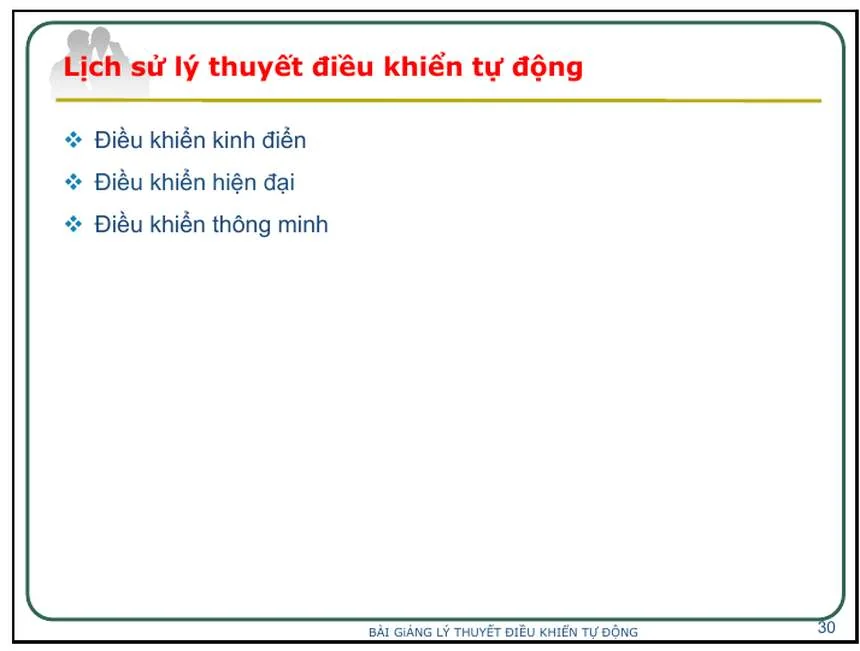 Lịch sử lý thuyết điều khiển tự động
Điều khiển kinh điển
Điều khiển hiện đại
Điều khiển thông minh
BÀI GiẢNG LÝ THUYẾT ĐIỀU KHIỂN TỰ ĐỘNG
30